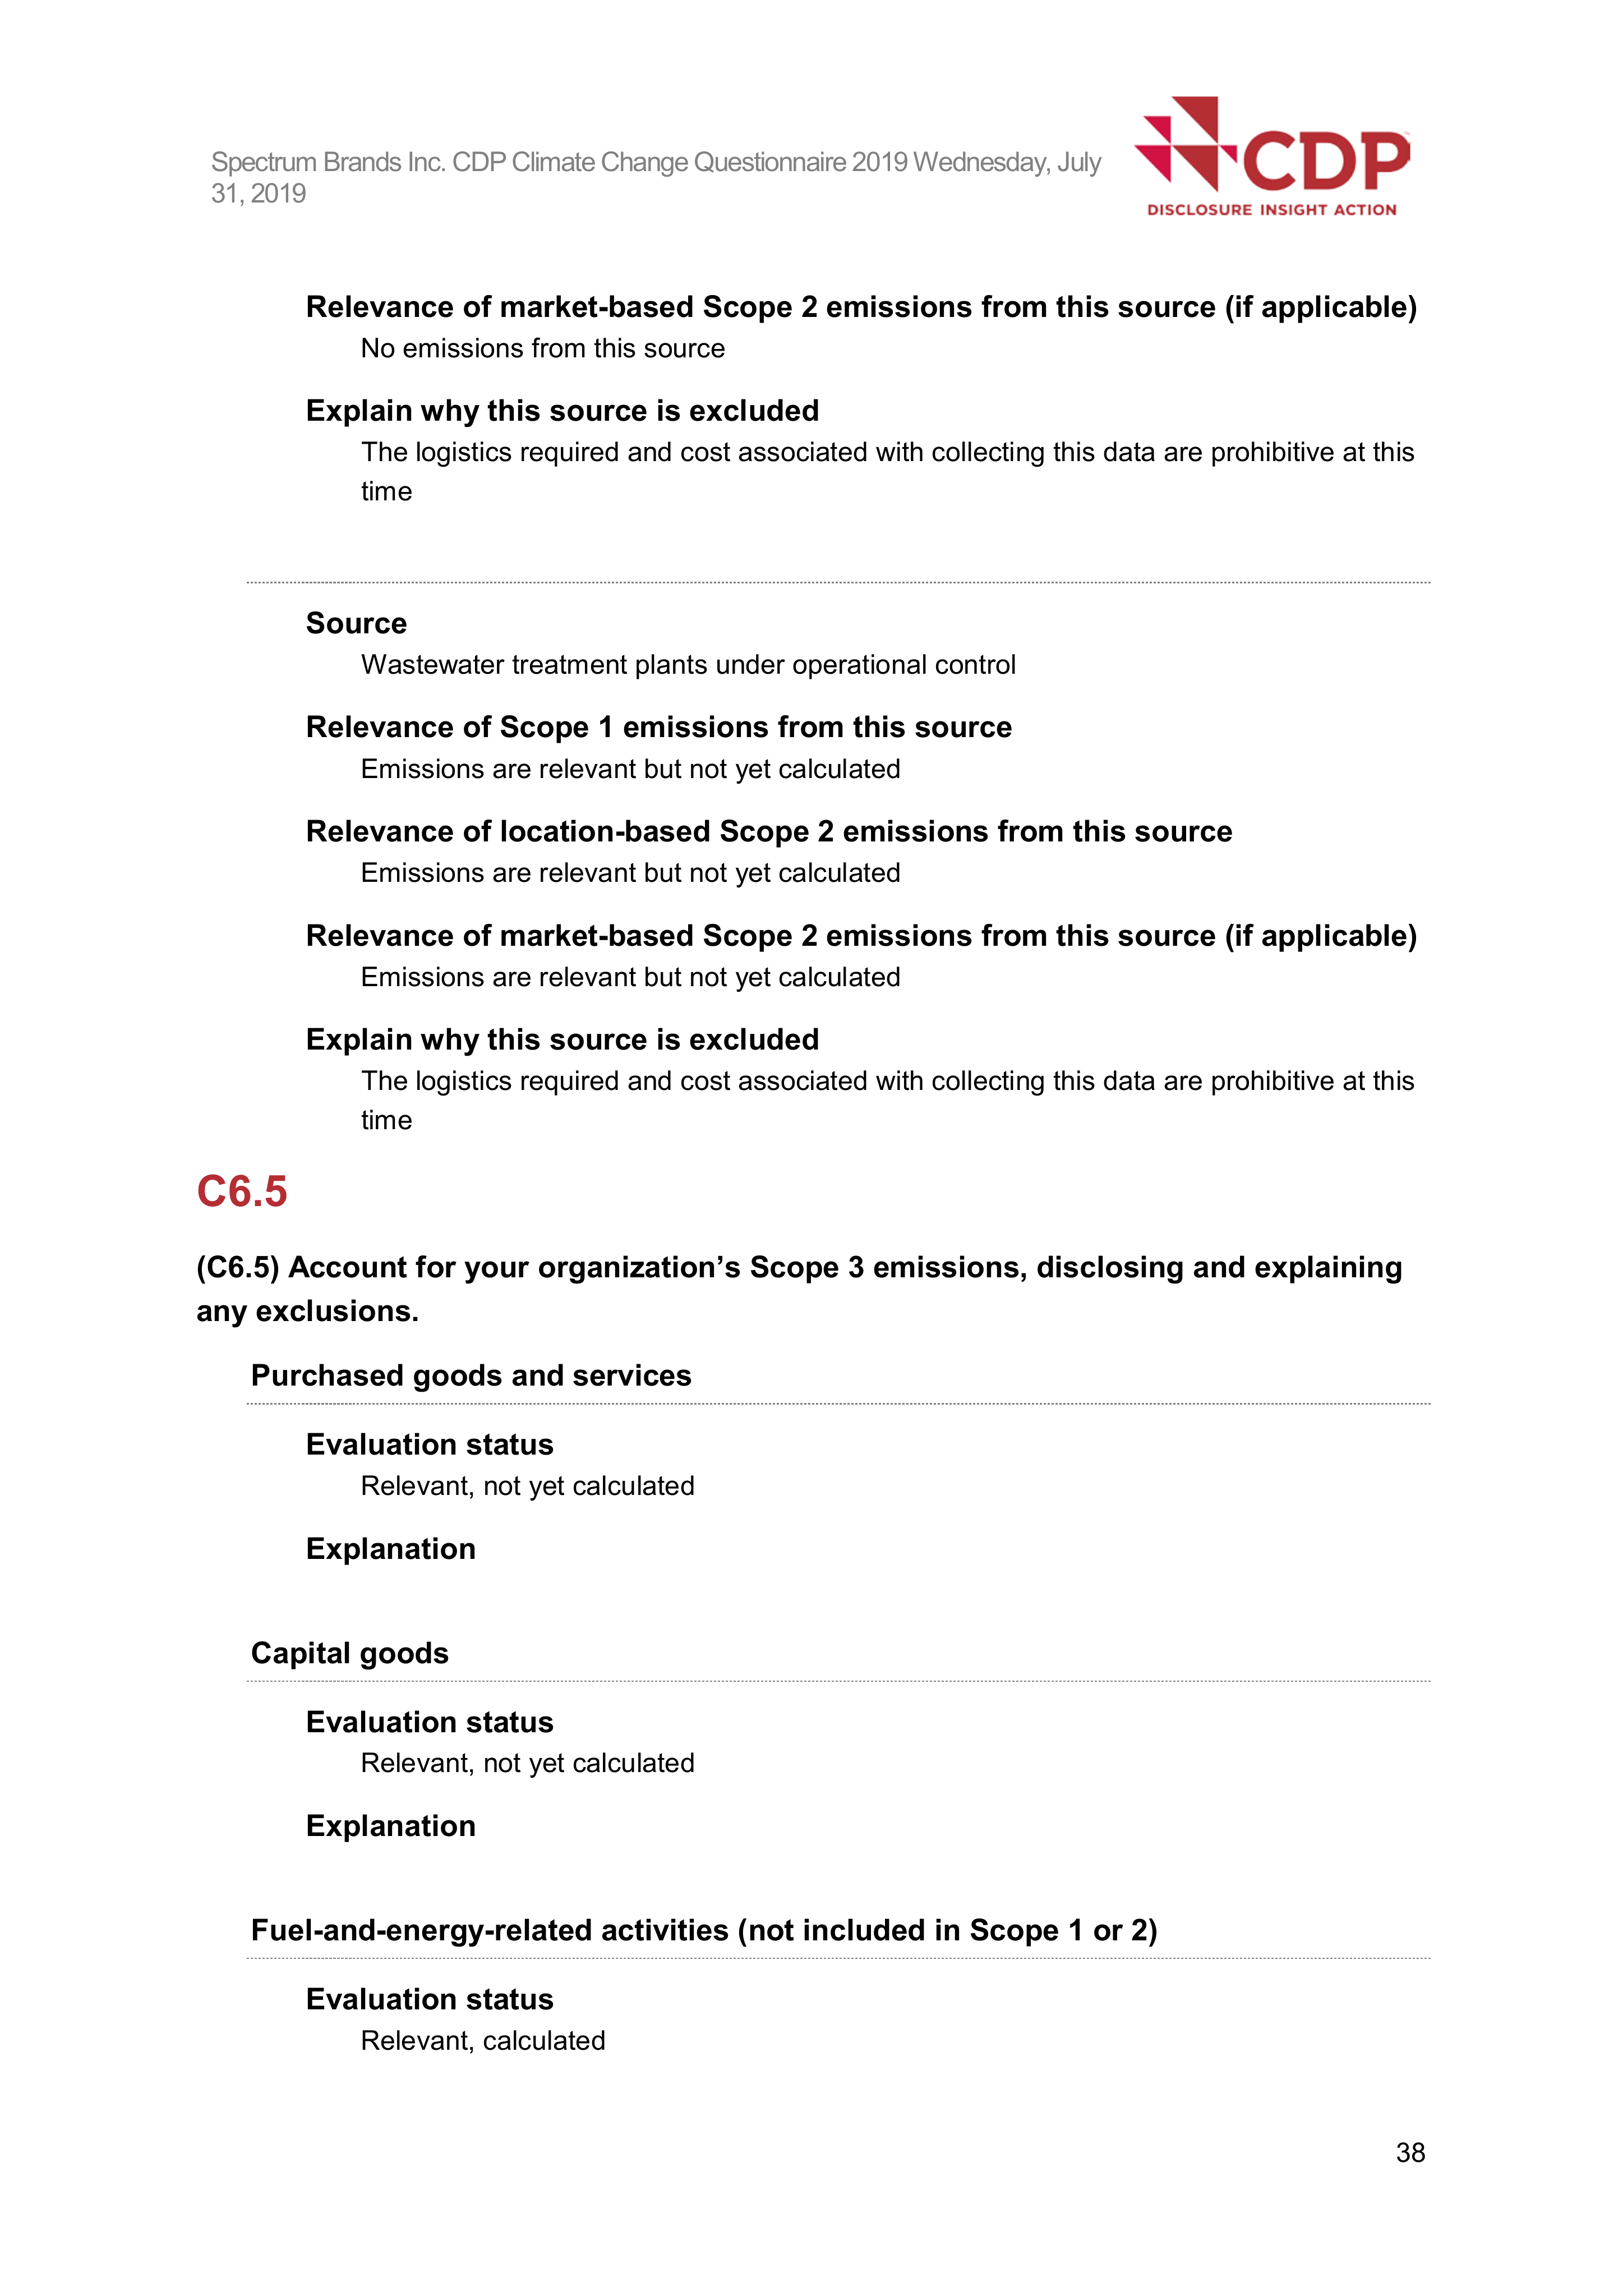 Spectrum Brands Inc. CDP Climate Change Questionnaire 2019 Wednesday, July
31, 2019
CDP
DISCLOSURE INSIGHT ACTION
Relevance of market-based Scope 2 emissions from this source (if applicable)
No emissions from this source
Explain why this source is excluded
The logistics required and cost associated with collecting this data are prohibitive at this
time
Source
Wastewater treatment plants under operational control
Relevance of Scope 1 emissions from this source
Emissions are relevant but not yet calculated
Relevance of location-based Scope 2 emissions from this source
Emissions are relevant but not yet calculated
Relevance of market-based Scope 2 emissions from this source (if applicable)
Emissions are relevant but not yet calculated
Explain why this source is excluded
The logistics required and cost associated with collecting this data are prohibitive at this
time
C6.5
(C6.5) Account for your organization’s Scope 3 emissions, disclosing and explaining
any exclusions.
Purchased goods and services
Evaluation status
Relevant, not yet calculated
Explanation
Capital goods
Evaluation status
Relevant, not yet calculated
Explanation
Fuel-and-energy-related activities (not included in Scope 1 or 2)
Evaluation status
Relevant, calculated
38